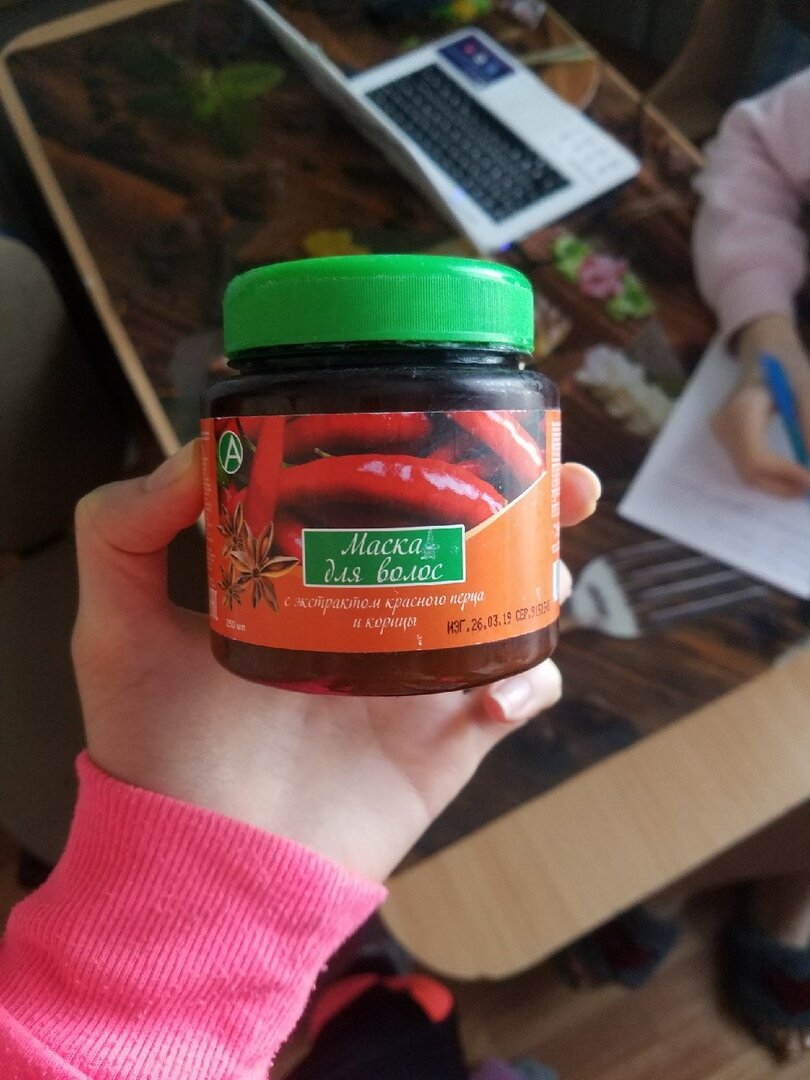 А
Маска
для волос
с экстрактом красного перца
и корицы
250 мл
ИЗГ.26.03.19